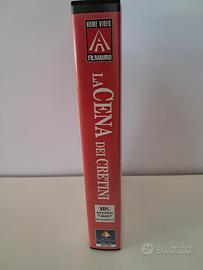 HOME VIDEO
FILMAURO
LA CENA DEI CRETINI
VHS
subito